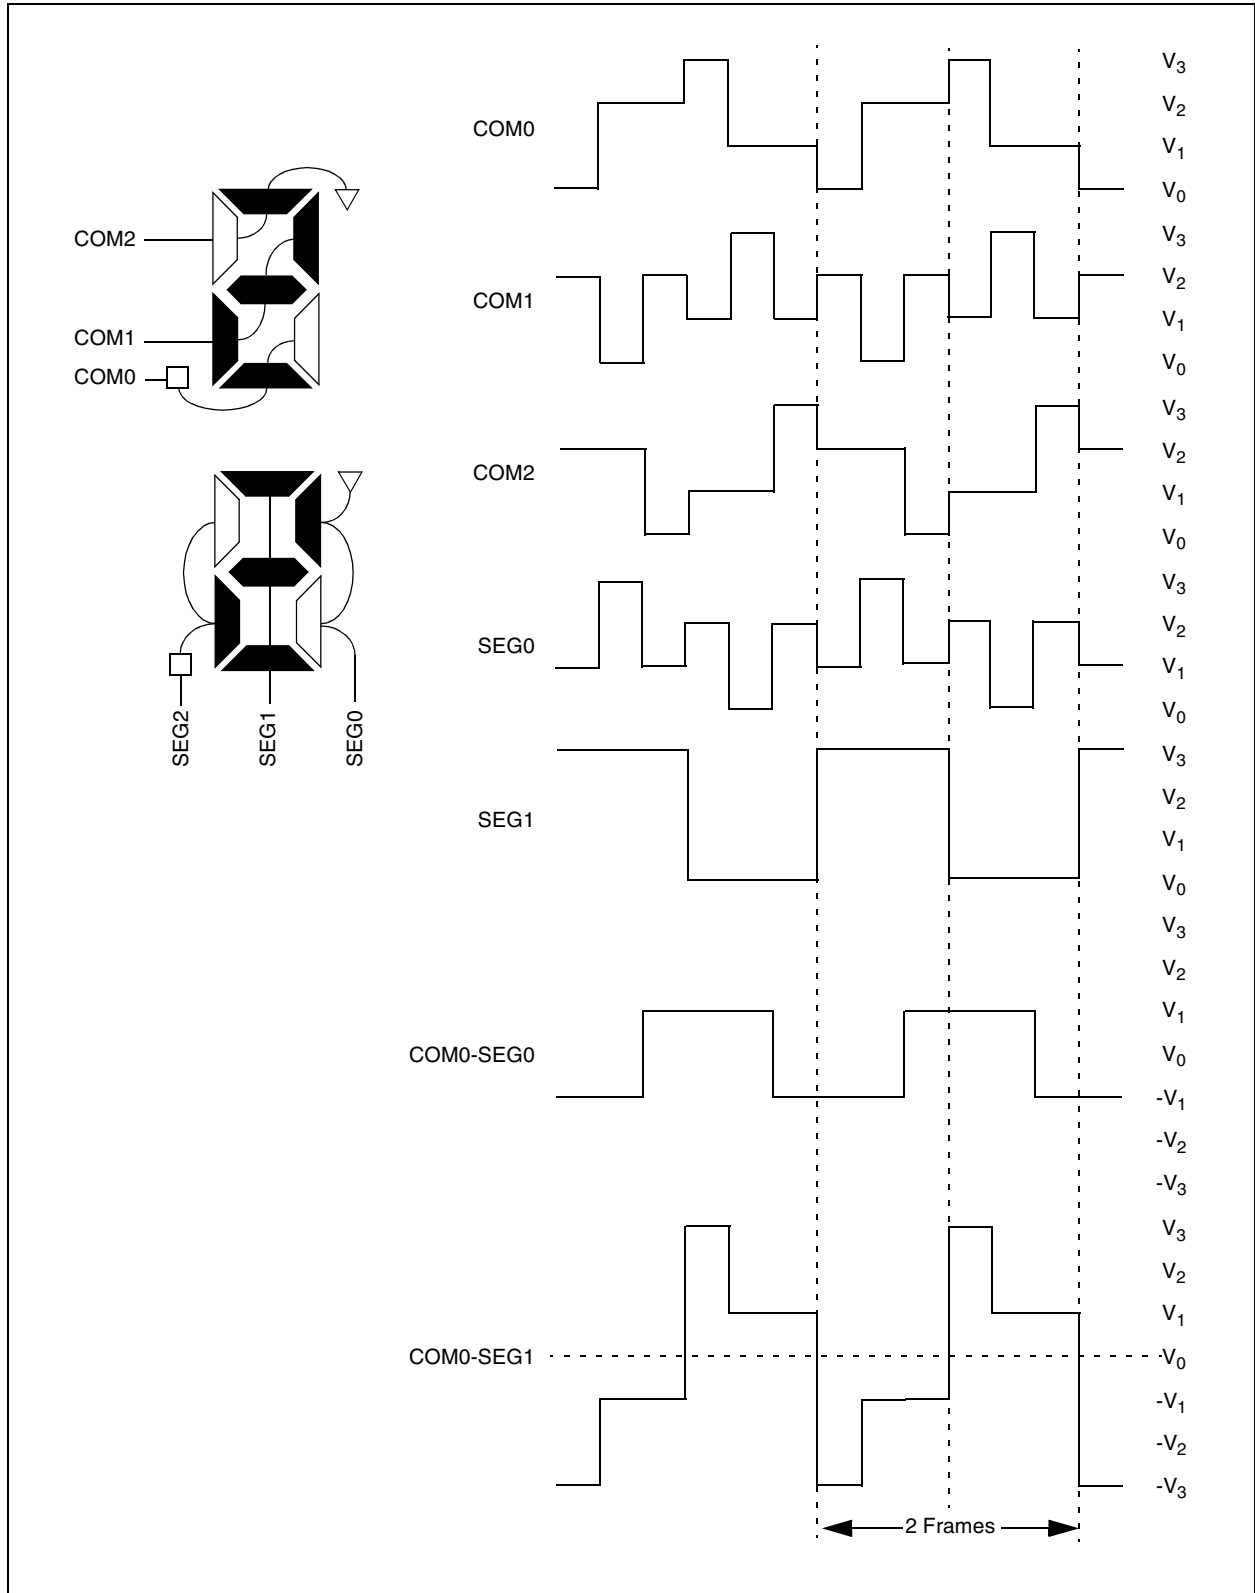 COM2
COM1
COM0
SEG2
SEG1
SEG0
COM0
V3
V2
V1
V0
COM1
V3
V2
V1
V0
COM2
V3
V2
V1
V0
SEG0
V3
V2
V1
V0
SEG1
V3
V2
V1
V0
COM0-SEG0
V3
V2
V1
V0
-V1
-V2
-V3
COM0-SEG1
V3
V2
V1
V0
-V1
-V2
-V3
2 Frames